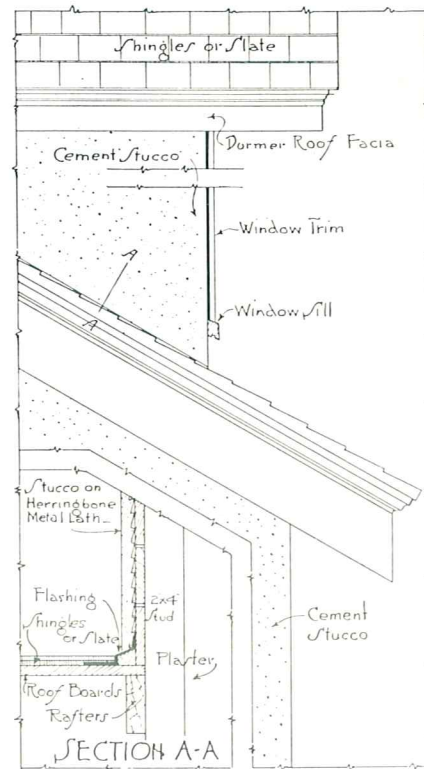 Shingles or Slate
Dormer Roof Facia
Cement Stucco
Window Trim
A
A
Window Sill
Stucco on
Herringbone
Metal Lath
Flashing
Shingles
or Slate
2x4"
Stud
Cement
Stucco
Plaster
Roof Boards
Rafters
SECTION A-A